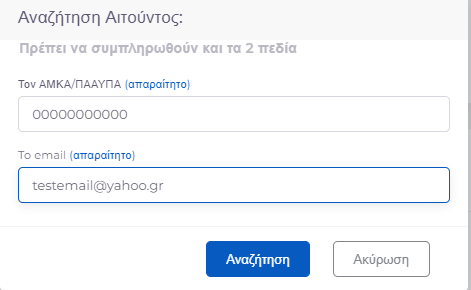 Αναζήτηση Αιτούντος:
Πρέπει να συμπληρωθούν και τα 2 πεδία
Τον ΑΜΚΑ/ΠΑΑΥΠΑ (απαραίτητο)
00000000000
Το email (απαραίτητο)
testemail@yahoo.gr
Αναζήτηση Ακύρωση